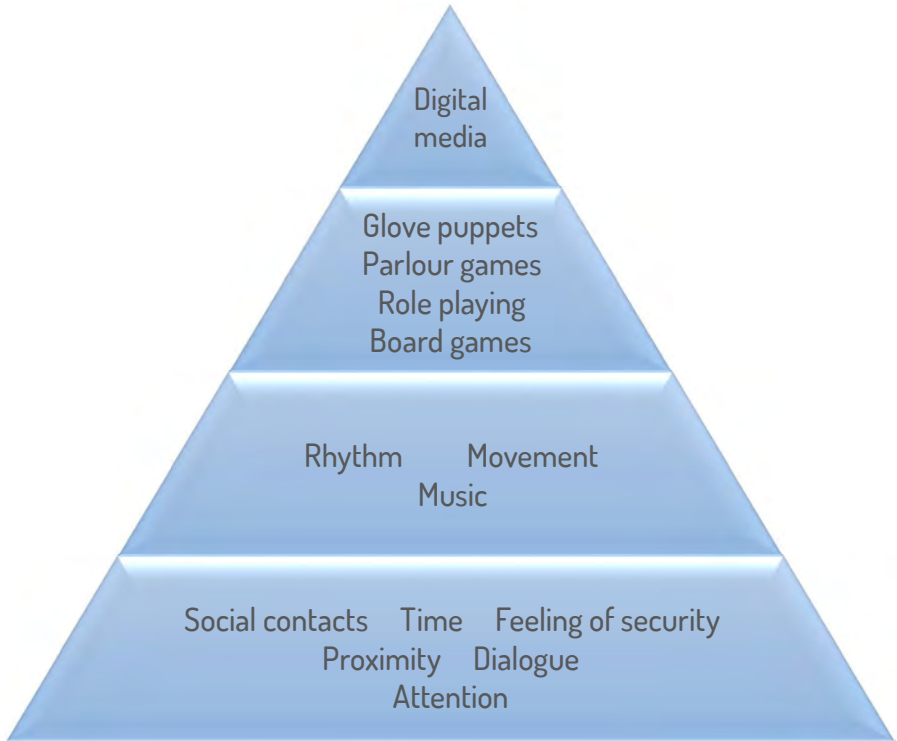 Digital
media
Glove puppets
Parlour games
Role playing
Board games
Rhythm Movement
Music
Social contacts Time Feeling of security
Proximity Dialogue
Attention